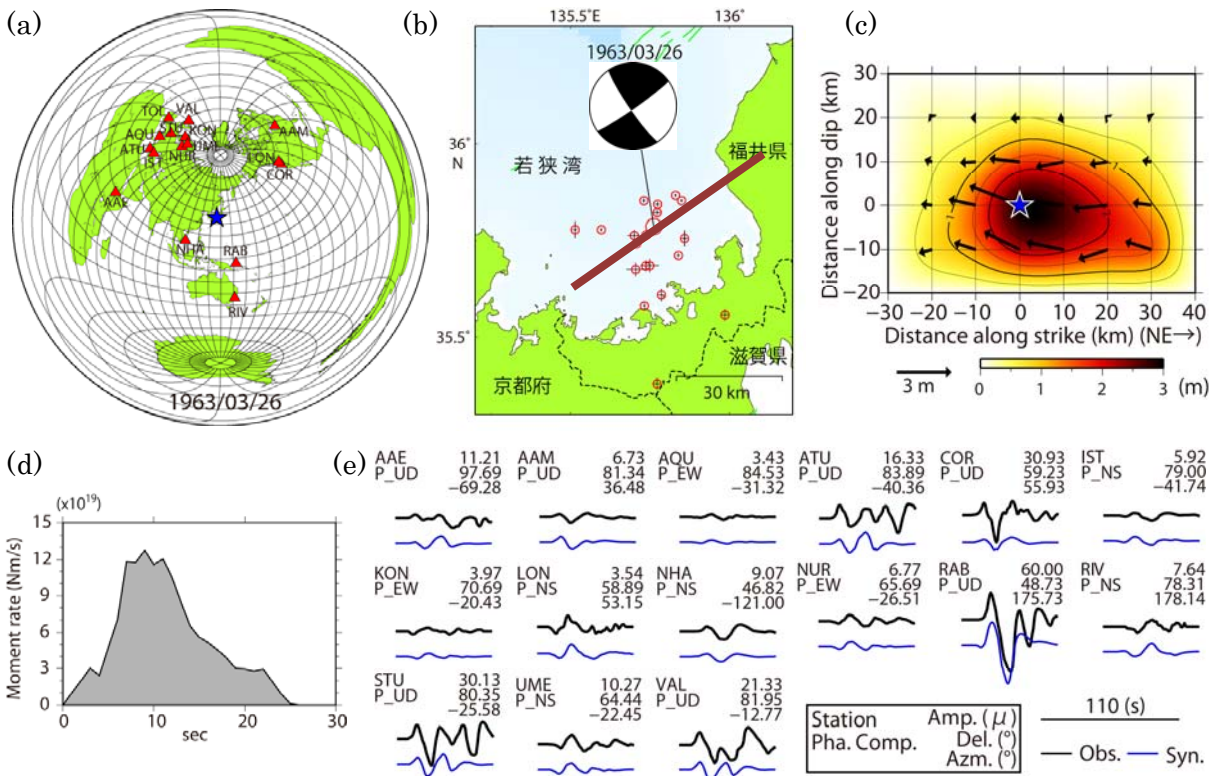 (a)
TOL
VAL
STU
KON
AQU
UME
ATU
NUR
IST
AAE
AAM
LON
COR
NHA
RAB
RIV
1963/03/26
(b)
135.5°E
136°
1963/03/26
36°
N
35.5°
若狭湾
福井県
滋賀県
京都府
30 km
(c)
Distance along dip (km)
30
20
10
0
−10
−20
−30
−20
−10
0
10
20
30
40
Distance along strike (km) (NE→)
3 m
0
1
2
3
(m)
(d)
(x10¹⁹)
Moment rate (Nm/s)
15
12
9
6
3
0
0
10
20
30
sec
(e)
AAE 11.21
P_UD 97.69
−69.28
AAM 6.73
P_UD 81.34
36.48
AQU 3.43
P_EW 84.53
−31.32
ATU 16.33
P_UD 83.89
−40.36
COR 30.93
P_UD 59.23
55.93
IST 5.92
P_NS 79.00
−41.74
KON 3.97
P_EW 70.69
−20.43
LON 3.54
P_NS 58.89
53.15
NHA 9.07
P_NS 46.82
−121.00
NUR 6.77
P_EW 65.69
−26.51
RAB 60.00
P_UD 48.73
175.73
RIV 7.64
P_NS 78.31
178.14
STU 30.13
P_UD 80.35
−25.58
UME 10.27
P_NS 64.44
−22.45
VAL 21.33
P_UD 81.95
−12.77
Station Amp. (μ)
Pha. Comp. Del. (°)
Azm. (°)
110 (s)
Obs. Syn.